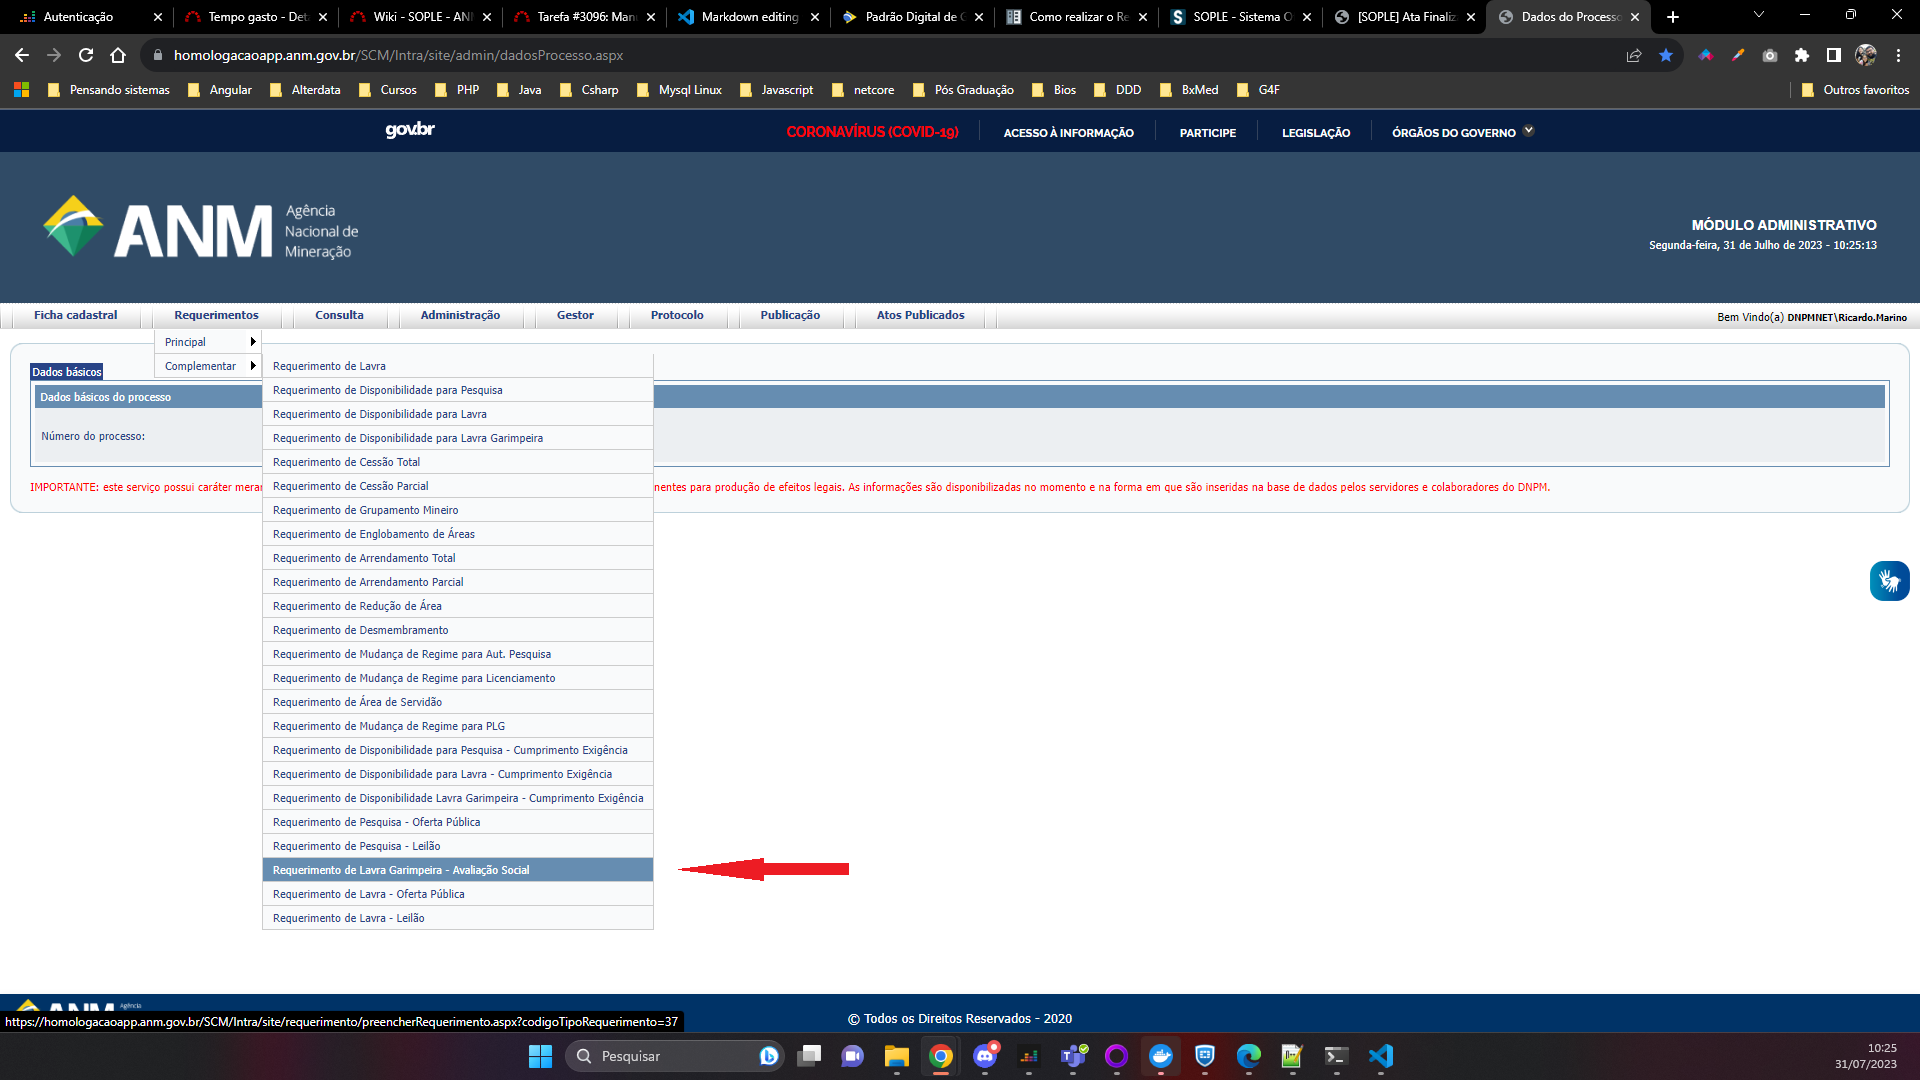 Autenticação
Tempo gasto - Det
Wiki - SOPLE - AN
Tarefa #3096: Man
Markdown editing
Padrão Digital de G
Como realizar o Re
SOPLE - Sistema O
[SOPLE] Ata Finaliz
Dados do Processo
homologacaoapp.anm.gov.br/SCM/Intra/site/admin/dadosProcesso.aspx
Pensando sistemas
Angular
Alterdata
Cursos
PHP
Java
Csharp
Mysql Linux
Javascript
netcore
Pós Graduação
Bios
DDD
BxMed
G4F
Outros favoritos
gov.br
CORONAVÍRUS (COVID-19)
ACESSO À INFORMAÇÃO
PARTICIPE
LEGISLAÇÃO
ÓRGÃOS DO GOVERNO
ANM
Agência
Nacional de
Mineração
MÓDULO ADMINISTRATIVO
Segunda-feira, 31 de Julho de 2023 - 10:25:13
Ficha cadastral
Requerimentos
Consulta
Administração
Gestor
Protocolo
Publicação
Atos Publicados
Bem Vindo(a) DNPMNET\Ricardo.Marino
Principal
Complementar
Dados básicos
Dados básicos do processo
Número do processo:
IMPORTANTE: este serviço possui caráter meram
nentes para produção de efeitos legais. As informações são disponibilizadas no momento e na forma em que são inseridas na base de dados pelos servidores e colaboradores do DNPM.
Requerimento de Lavra
Requerimento de Disponibilidade para Pesquisa
Requerimento de Disponibilidade para Lavra
Requerimento de Disponibilidade para Lavra Garimpeira
Requerimento de Cessão Total
Requerimento de Cessão Parcial
Requerimento de Grupamento Mineiro
Requerimento de Englobamento de Áreas
Requerimento de Arrendamento Total
Requerimento de Arrendamento Parcial
Requerimento de Redução de Área
Requerimento de Desmembramento
Requerimento de Mudança de Regime para Aut. Pesquisa
Requerimento de Mudança de Regime para Licenciamento
Requerimento de Área de Servidão
Requerimento de Mudança de Regime para PLG
Requerimento de Disponibilidade para Pesquisa - Cumprimento Exigência
Requerimento de Disponibilidade para Lavra - Cumprimento Exigência
Requerimento de Disponibilidade Lavra Garimpeira - Cumprimento Exigência
Requerimento de Pesquisa - Oferta Pública
Requerimento de Pesquisa - Leilão
Requerimento de Lavra Garimpeira - Avaliação Social
Requerimento de Lavra - Oferta Pública
Requerimento de Lavra - Leilão
ANM
Agência
https://homologacaoapp.anm.gov.br/SCM/Intra/site/requerimento/preencherRequerimento.aspx?codigoTipoRequerimento=37
© Todos os Direitos Reservados - 2020
Pesquisar
10:25
31/07/2023